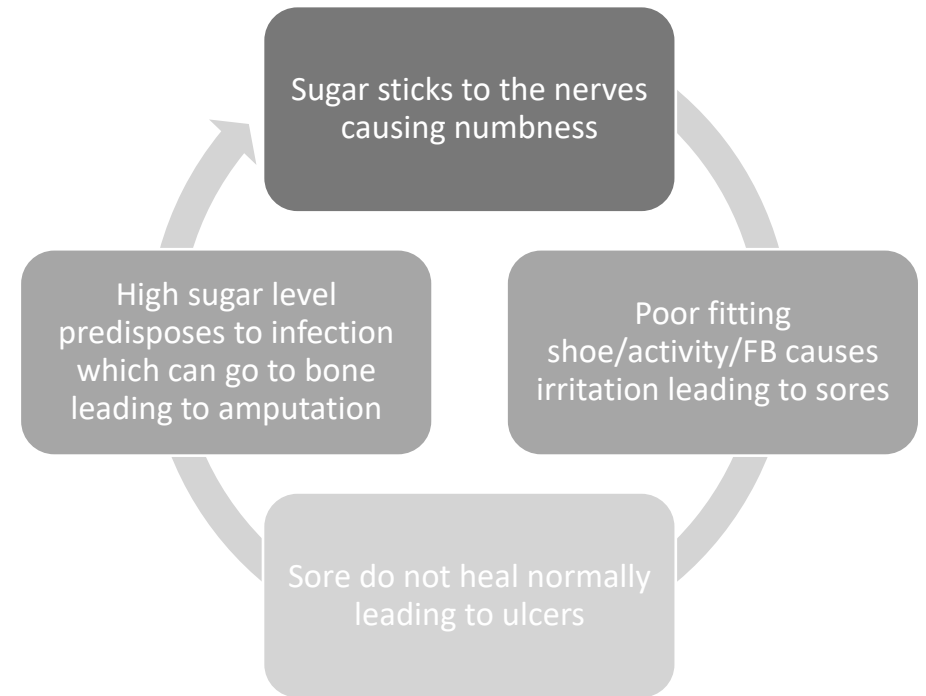 Sugar sticks to the nerves
causing numbness
Poor fitting
shoe/activity/FB causes
irritation leading to sores
Sore do not heal normally
leading to ulcers
High sugar level
predisposes to infection
which can go to bone
leading to amputation